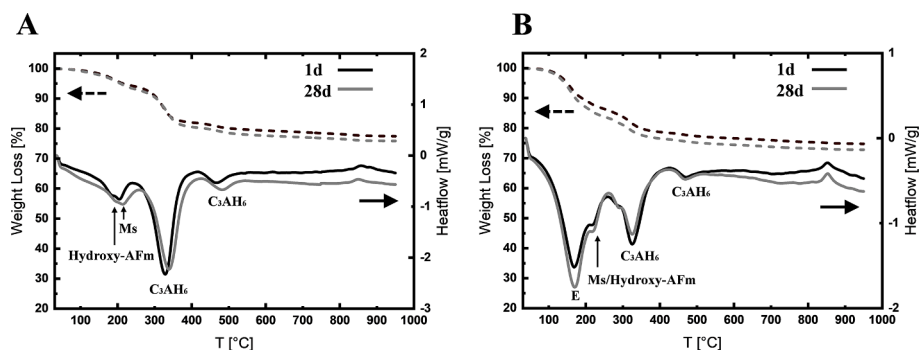 A
B
1d
28d
1d
28d
100
90
80
70
60
50
40
30
20
Weight Loss [%]
2
1
0
-1
-2
-3
Heatflow [mW/g]
100 200 300 400 500 600 700 800 900 1000
T [°C]
Hydroxy-AFm
Ms
C₃AH₆
C₃AH₆
100
90
80
70
60
50
40
30
20
Weight Loss [%]
1
0
-1
-2
Heatflow [mW/g]
100 200 300 400 500 600 700 800 900 1000
T [°C]
E
Ms/Hydroxy-AFm
C₃AH₆
C₃AH₆